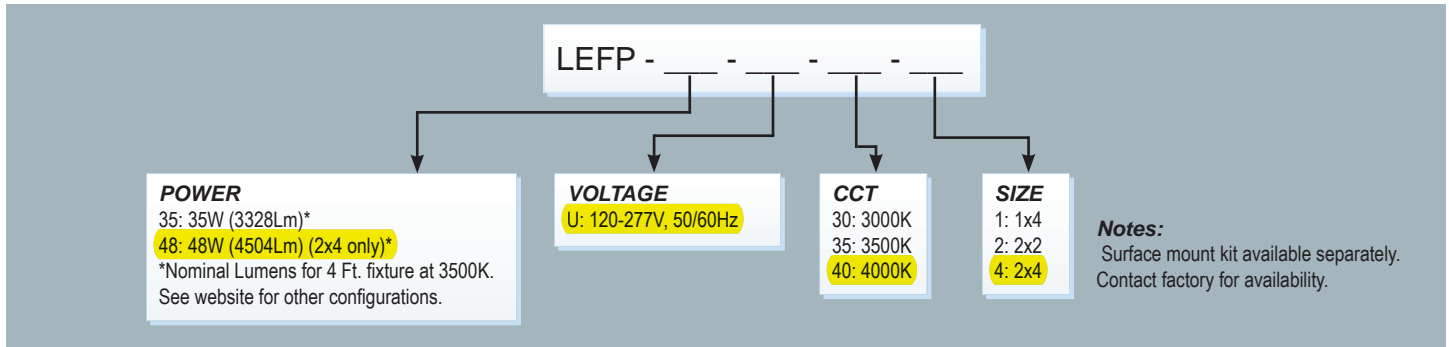 LEFP - ___ - ___ - ___ - ___
POWER
35: 35W (3328Lm)*
48: 48W (4504Lm) (2x4 only)*
*Nominal Lumens for 4 Ft. fixture at 3500K.
See website for other configurations.
VOLTAGE
U: 120-277V, 50/60Hz
CCT
30: 3000K
35: 3500K
40: 4000K
SIZE
1: 1x4
2: 2x2
4: 2x4
Notes:
Surface mount kit available separately.
Contact factory for availability.